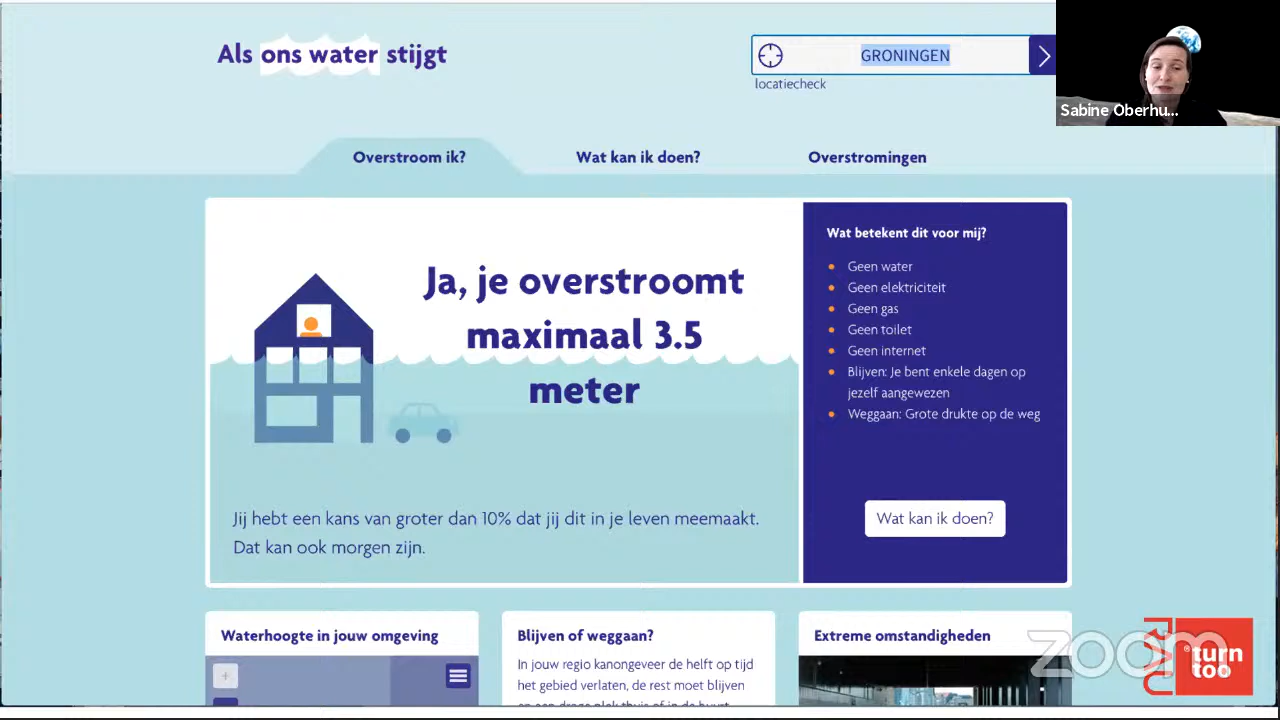 Als ons water stijgt
GRONINGEN
locatiecheck
Sabine Oberhu...
Overstroom ik?
Wat kan ik doen?
Overstromingen
Ja, je overstroomt
maximaal 3.5
meter
Jij hebt een kans van groter dan 10% dat jij dit in je leven meemaakt.
Dat kan ook morgen zijn.
Wat betekent dit voor mij?
Geen water
Geen elektriciteit
Geen gas
Geen toilet
Geen internet
Blijven: Je bent enkele dagen op
jezelf aangewezen
Weggaan: Grote drukte op de weg
Wat kan ik doen?
Waterhoogte in jouw omgeving
+
Blijven of weggaan?
In jouw regio kanongeveer de helft op tijd
het gebied verlaten, de rest moet blijven
Extreme omstandigheden
zoom
RAU
turn
too